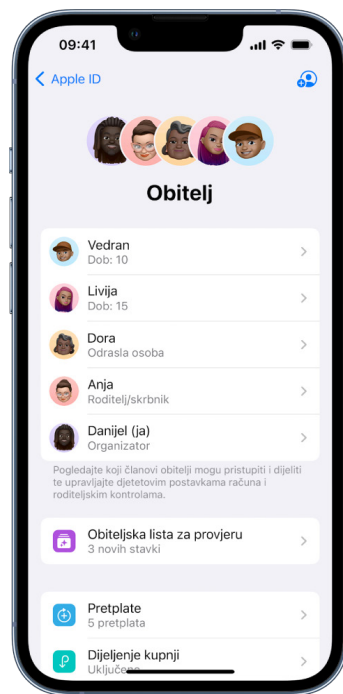 09:41
Apple ID
Obitelj
Vedran
Dob: 10
Livija
Dob: 15
Dora
Odrasla osoba
Anja
Roditelj/skrbnik
Danijel (ja)
Organizator
Pogledajte koji članovi obitelji mogu pristupiti i dijeliti
te upravljajte djetetovim postavkama računa i
roditeljskim kontrolama.
Obiteljska lista za provjeru
3 novih stavki
Pretplate
5 pretplata
Dijeljenje kupnji
Uključeno